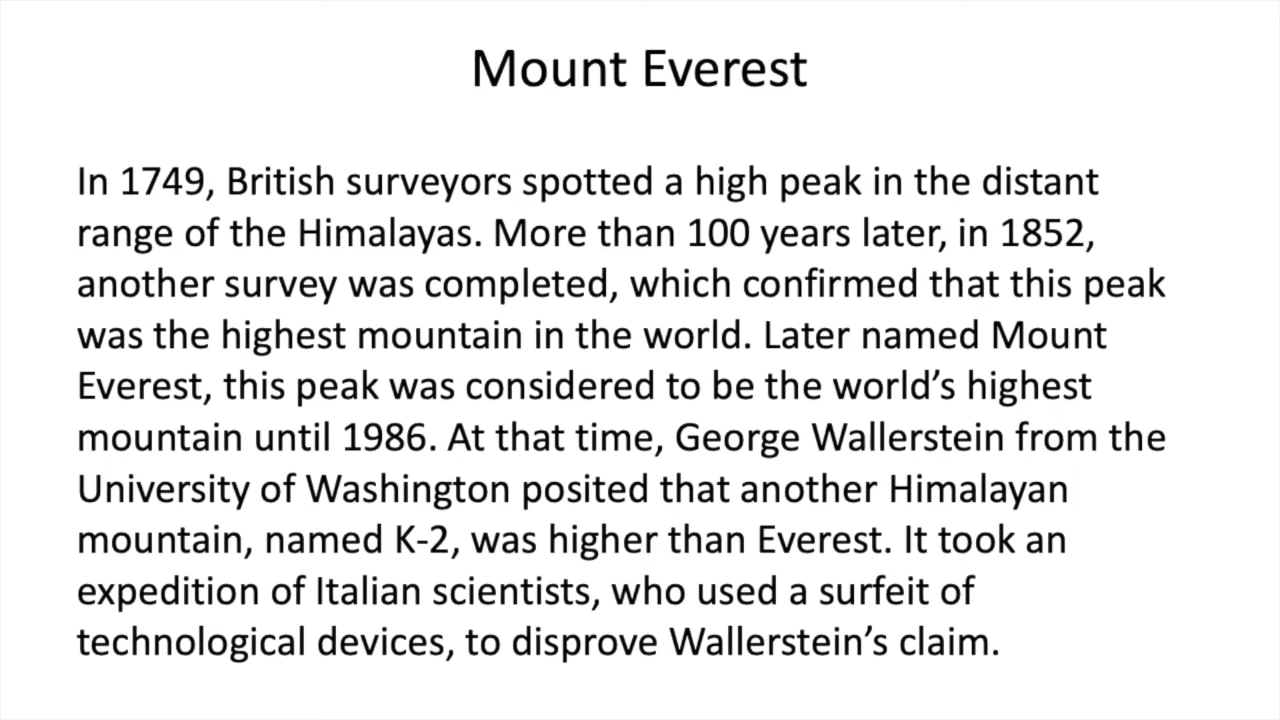 Mount Everest
In 1749, British surveyors spotted a high peak in the distant
range of the Himalayas. More than 100 years later, in 1852,
another survey was completed, which confirmed that this peak
was the highest mountain in the world. Later named Mount
Everest, this peak was considered to be the world’s highest
mountain until 1986. At that time, George Wallerstein from the
University of Washington posited that another Himalayan
mountain, named K-2, was higher than Everest. It took an
expedition of Italian scientists, who used a surfeit of
technological devices, to disprove Wallerstein’s claim.